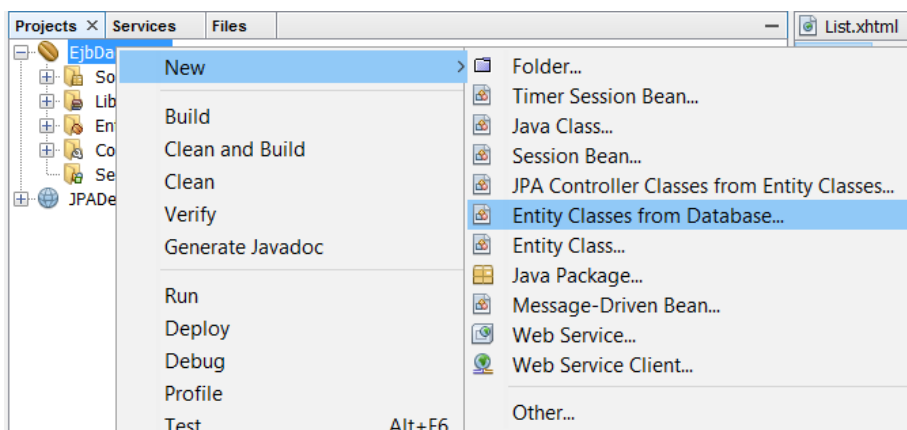 Projects Services Files List.xhtml
EjbDa
So
Lib
En
Co
Se
JPADe
New
Build
Clean and Build
Clean
Verify
Generate Javadoc
Run
Deploy
Debug
Profile
Test Alt+F6
Folder...
Timer Session Bean...
Java Class...
Session Bean...
JPA Controller Classes from Entity Classes...
Entity Classes from Database...
Entity Class...
Java Package...
Message-Driven Bean...
Web Service...
Web Service Client...
Other...